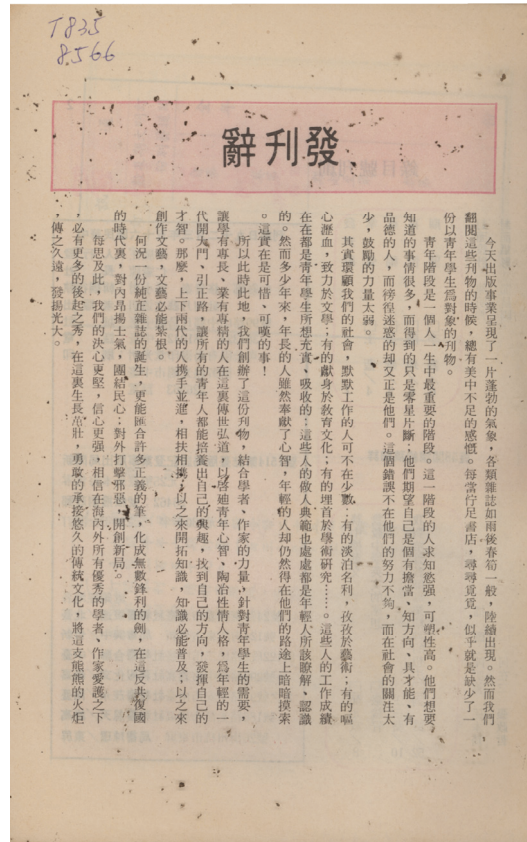 T835
8.566
發刊辭
今天出版事業呈現了一片蓬勃的氣象，各類雜誌如雨後春筍一般，陸續出現。然而我們
翻閱這些刊物的時候，總有美中不足的感慨。每當佇足書店，尋尋覓覓，似乎就是缺少了一
份以青年學生爲對象的刊物。
青年階段是一個人一生中最重要的階段。這一階段的人求知慾强，可塑性高。他們想要
知道的事情很多，而得到的只是零星片斷；他們期望自己是個有擔當、知方向、具才能、有
品德的人，而徬徨迷惑的却又正是他們。這個錯誤不在他們的努力不夠，而在社會的關注太
少，鼓勵的力量太弱。
其實環顧我們的社會，默默工作的人可不在少數：有的淡泊名利，孜孜於藝術；有的嘔
心瀝血，致力於文學；有的獻身於敎育文化；有的埋首於學術研究……。這些人的工作成績
在在都是青年學生所想充實、吸收的；這些人的做人典範也處處都是年輕人所該瞭解、認識
的。然而多少年來，年長的人雖然奉獻了心智，年輕的人却仍然得在他們的路途上暗暗摸索
。這實在是可惜、可嘆的事！
所以此時此地，我們創辦了這份刊物，結合學者、作家的力量，針對青年學生的需要，
讓學有專長、業有專精的人在這裏傳世弘道，以啓廸青年心智、陶冶性情人格，爲年輕的一
代開大門、引正路，讓所有的青年人都能培養出自己的興趣，找到自己的方向，發揮自己的
才智。那麼，上下兩代的人携手並進，相扶相攜，以之來開拓知識，知識必能普及；以之來
創作文藝，文藝必能紮根。
何況一份純正雜誌的誕生，更能匯合許多正義的筆，化成無數鋒利的劍，在這反共復國
的時代裏，對內昂揚士氣，團結民心；對外打擊邪惡，開創新局。
每思及此，我們的決心更堅，信心更强，相信在海內外所有優秀的學者、作家愛護之下
，必有更多的後起之秀，在這裏生長茁壯，勇敢的承接悠久的傳統文化，將這支熊熊的火炬
，傳之久遠，發揚光大。